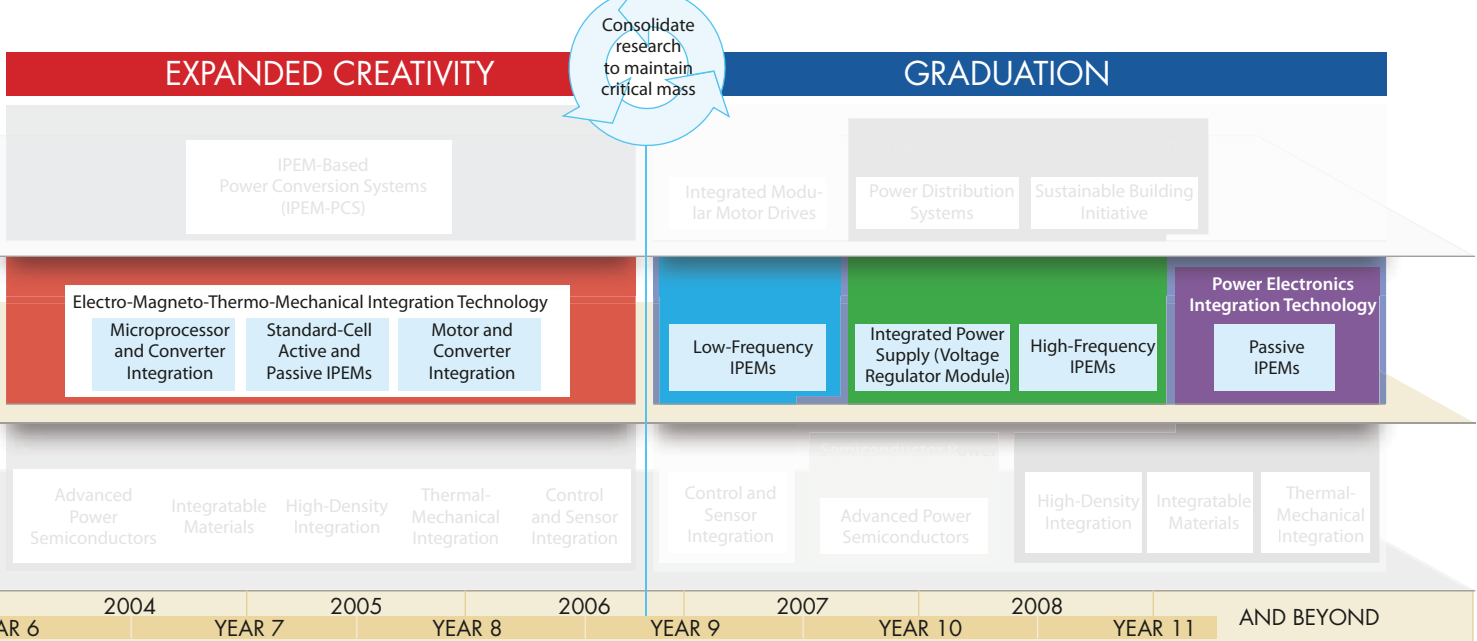 Consolidate
research
to maintain
critical mass
EXPANDED CREATIVITY
GRADUATION
IPEM-Based
Power Conversion Systems
(IPEM-PCS)
Integrated Modu-
lar Motor Drives
Power Distribution
Systems
Sustainable Building
Initiative
Electro-Magneto-Thermo-Mechanical Integration Technology
Microprocessor
and Converter
Integration
Standard-Cell
Active and
Passive IPEMs
Motor and
Converter
Integration
Low-Frequency
IPEMs
Integrated Power
Supply (Voltage
Regulator Module)
High-Frequency
IPEMs
Power Electronics
Integration Technology
Passive
IPEMs
Advanced
Power
Semiconductors
Integratable
Materials
High-Density
Integration
Thermal-
Mechanical
Integration
Control
and Sensor
Integration
Control and
Sensor
Integration
Advanced Power
Semiconductors
High-Density
Integration
Integratable
Materials
Thermal-
Mechanical
Integration
2004 2005 2006 2007 2008 AND BEYOND
AR 6 YEAR 7 YEAR 8 YEAR 9 YEAR 10 YEAR 11